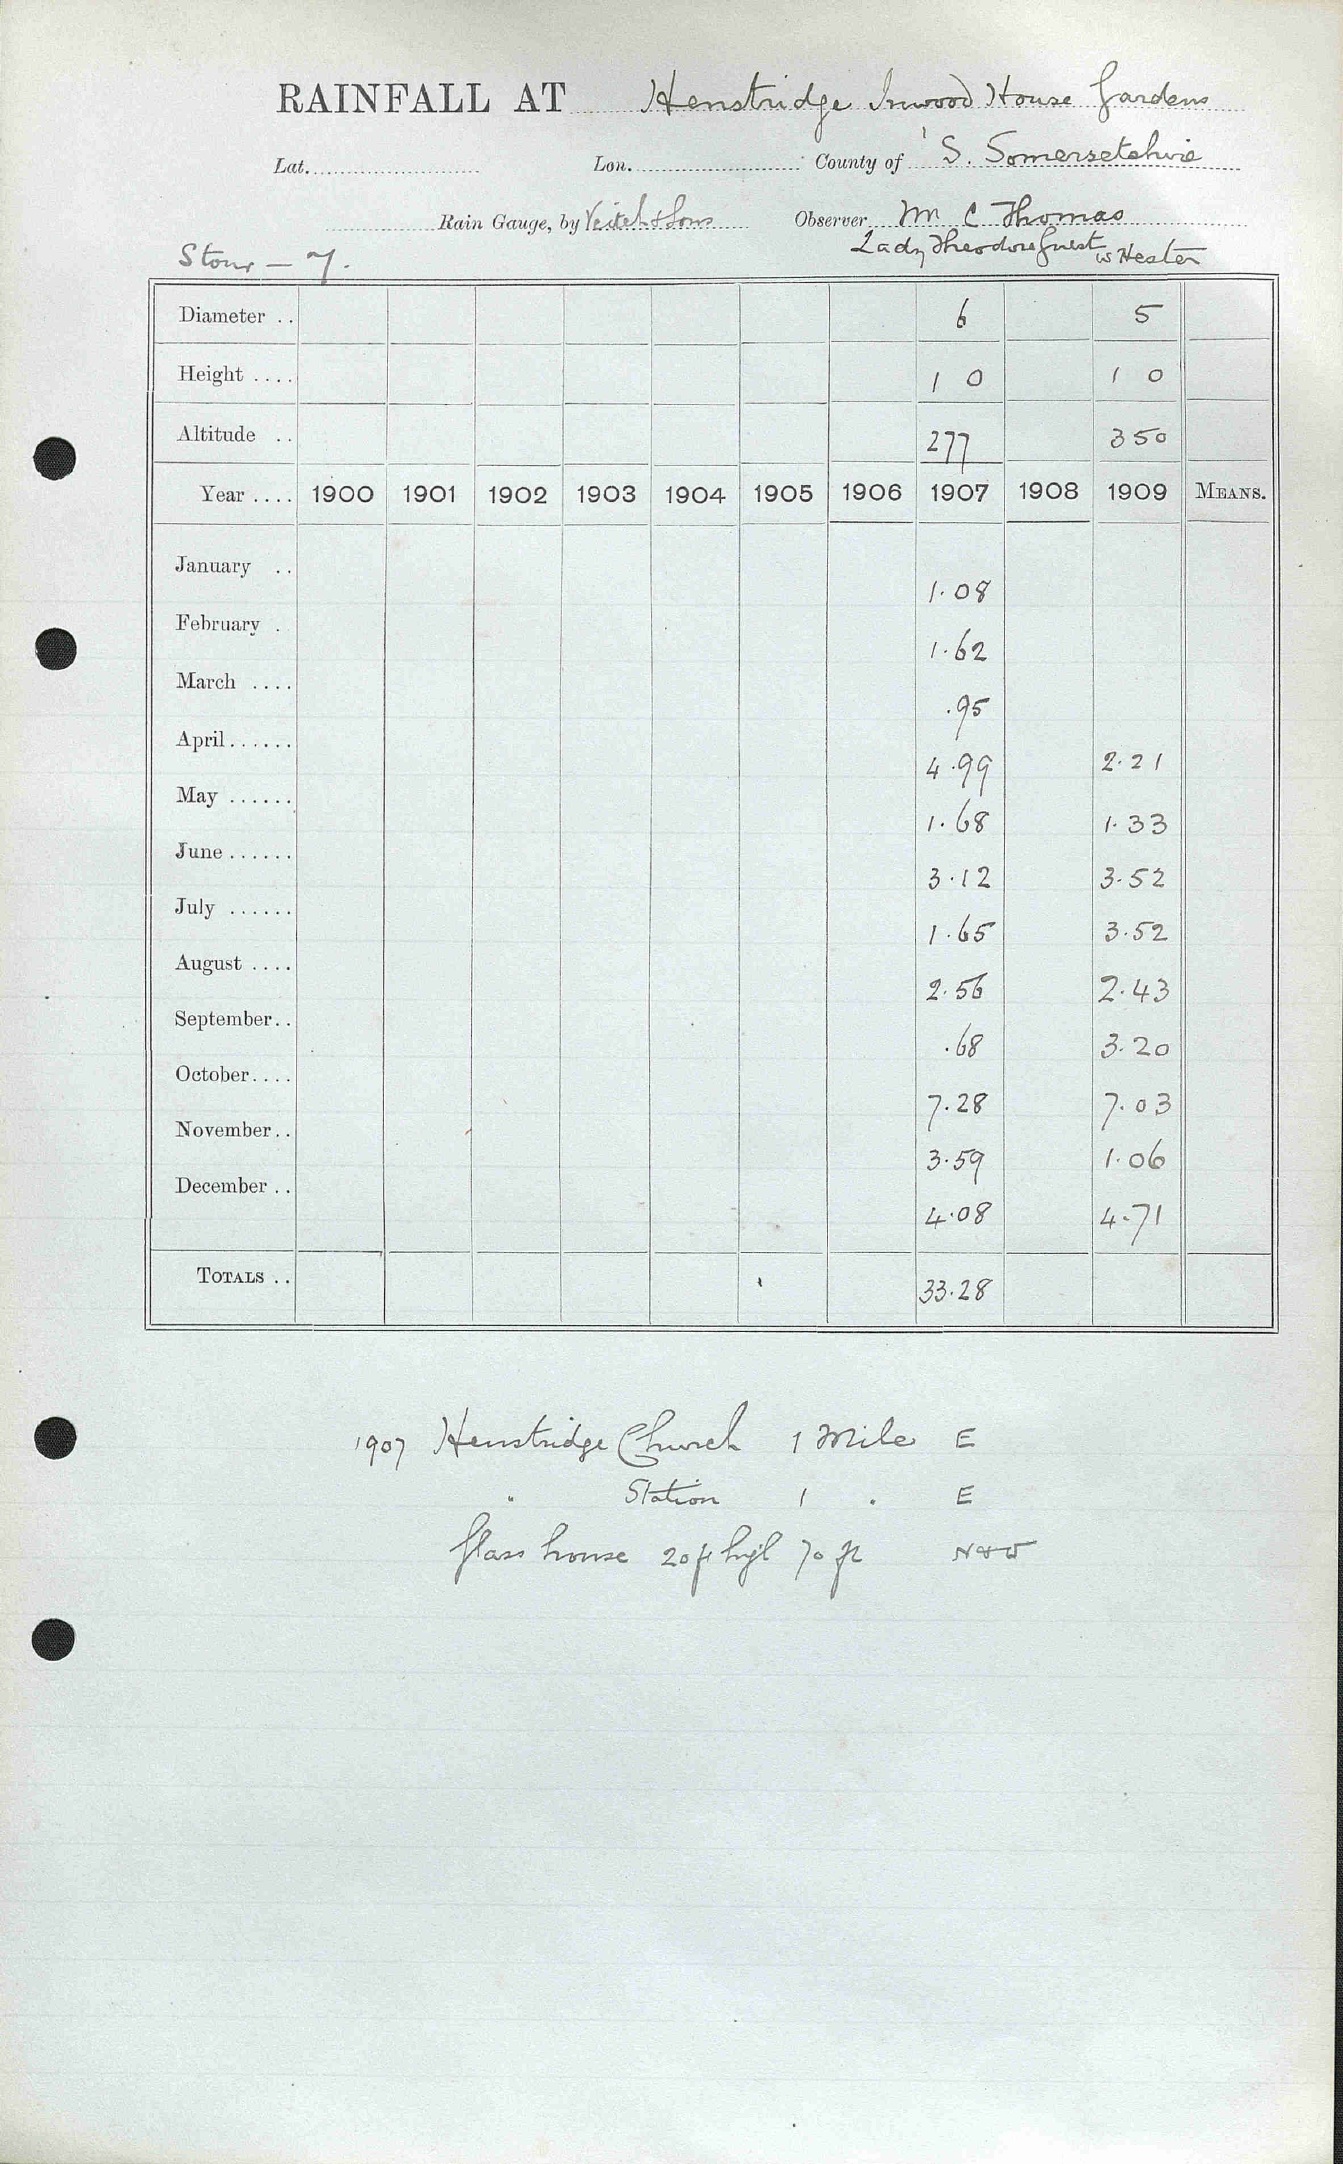 RAINFALL AT Henstridge Inwood House Gardens
Lat. Lon. County of S. Somersetshire
Rain Gauge, by Veitch & Sons Observer M C Thomas
Stour – 7. Lady Theodore Guest W Hester
Diameter .. 6 5
Height .... 1 0 1 0
Altitude .. 277 350
Year .... 1900 1901 1902 1903 1904 1905 1906 1907 1908 1909 MEANS.
January .. 1.08
February . 1.62
March .... .95
April...... 4.99 2.21
May ...... 1.68 1.33
June ...... 3.12 3.52
July ...... 1.65 3.52
August .... 2.56 2.43
September.. .68 3.20
October.... 7.28 7.03
November.. 3.59 1.06
December .. 4.08 4.71
TOTALS .. 33.28
1907 Henstridge Church 1 Mile E
" Station 1 . E
Glass house 20 ft high 70 ft